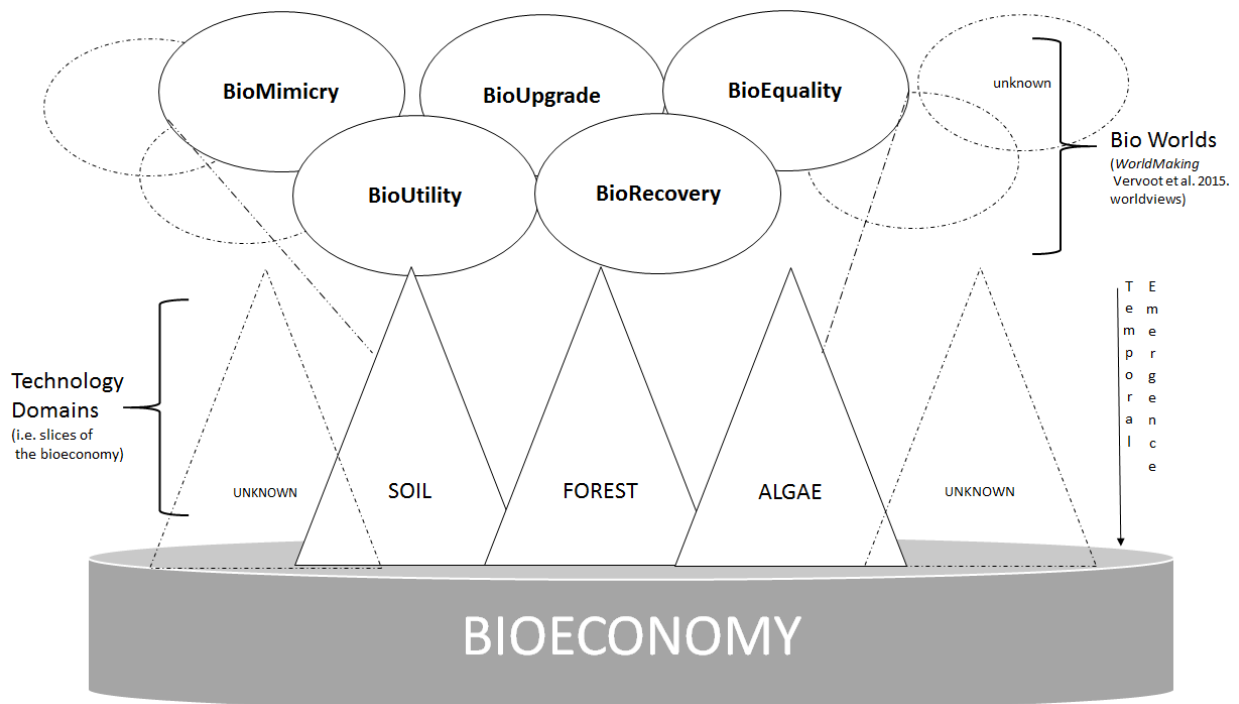 BioMimicry
BioUpgrade
BioEquality
unknown
BioUtility
BioRecovery
Bio Worlds
(WorldMaking
Vervoot et al. 2015.
worldviews)
Technology
Domains
(i.e. slices of
the bioeconomy)
Temporal
Emergence
UNKNOWN
SOIL
FOREST
ALGAE
UNKNOWN
BIOECONOMY